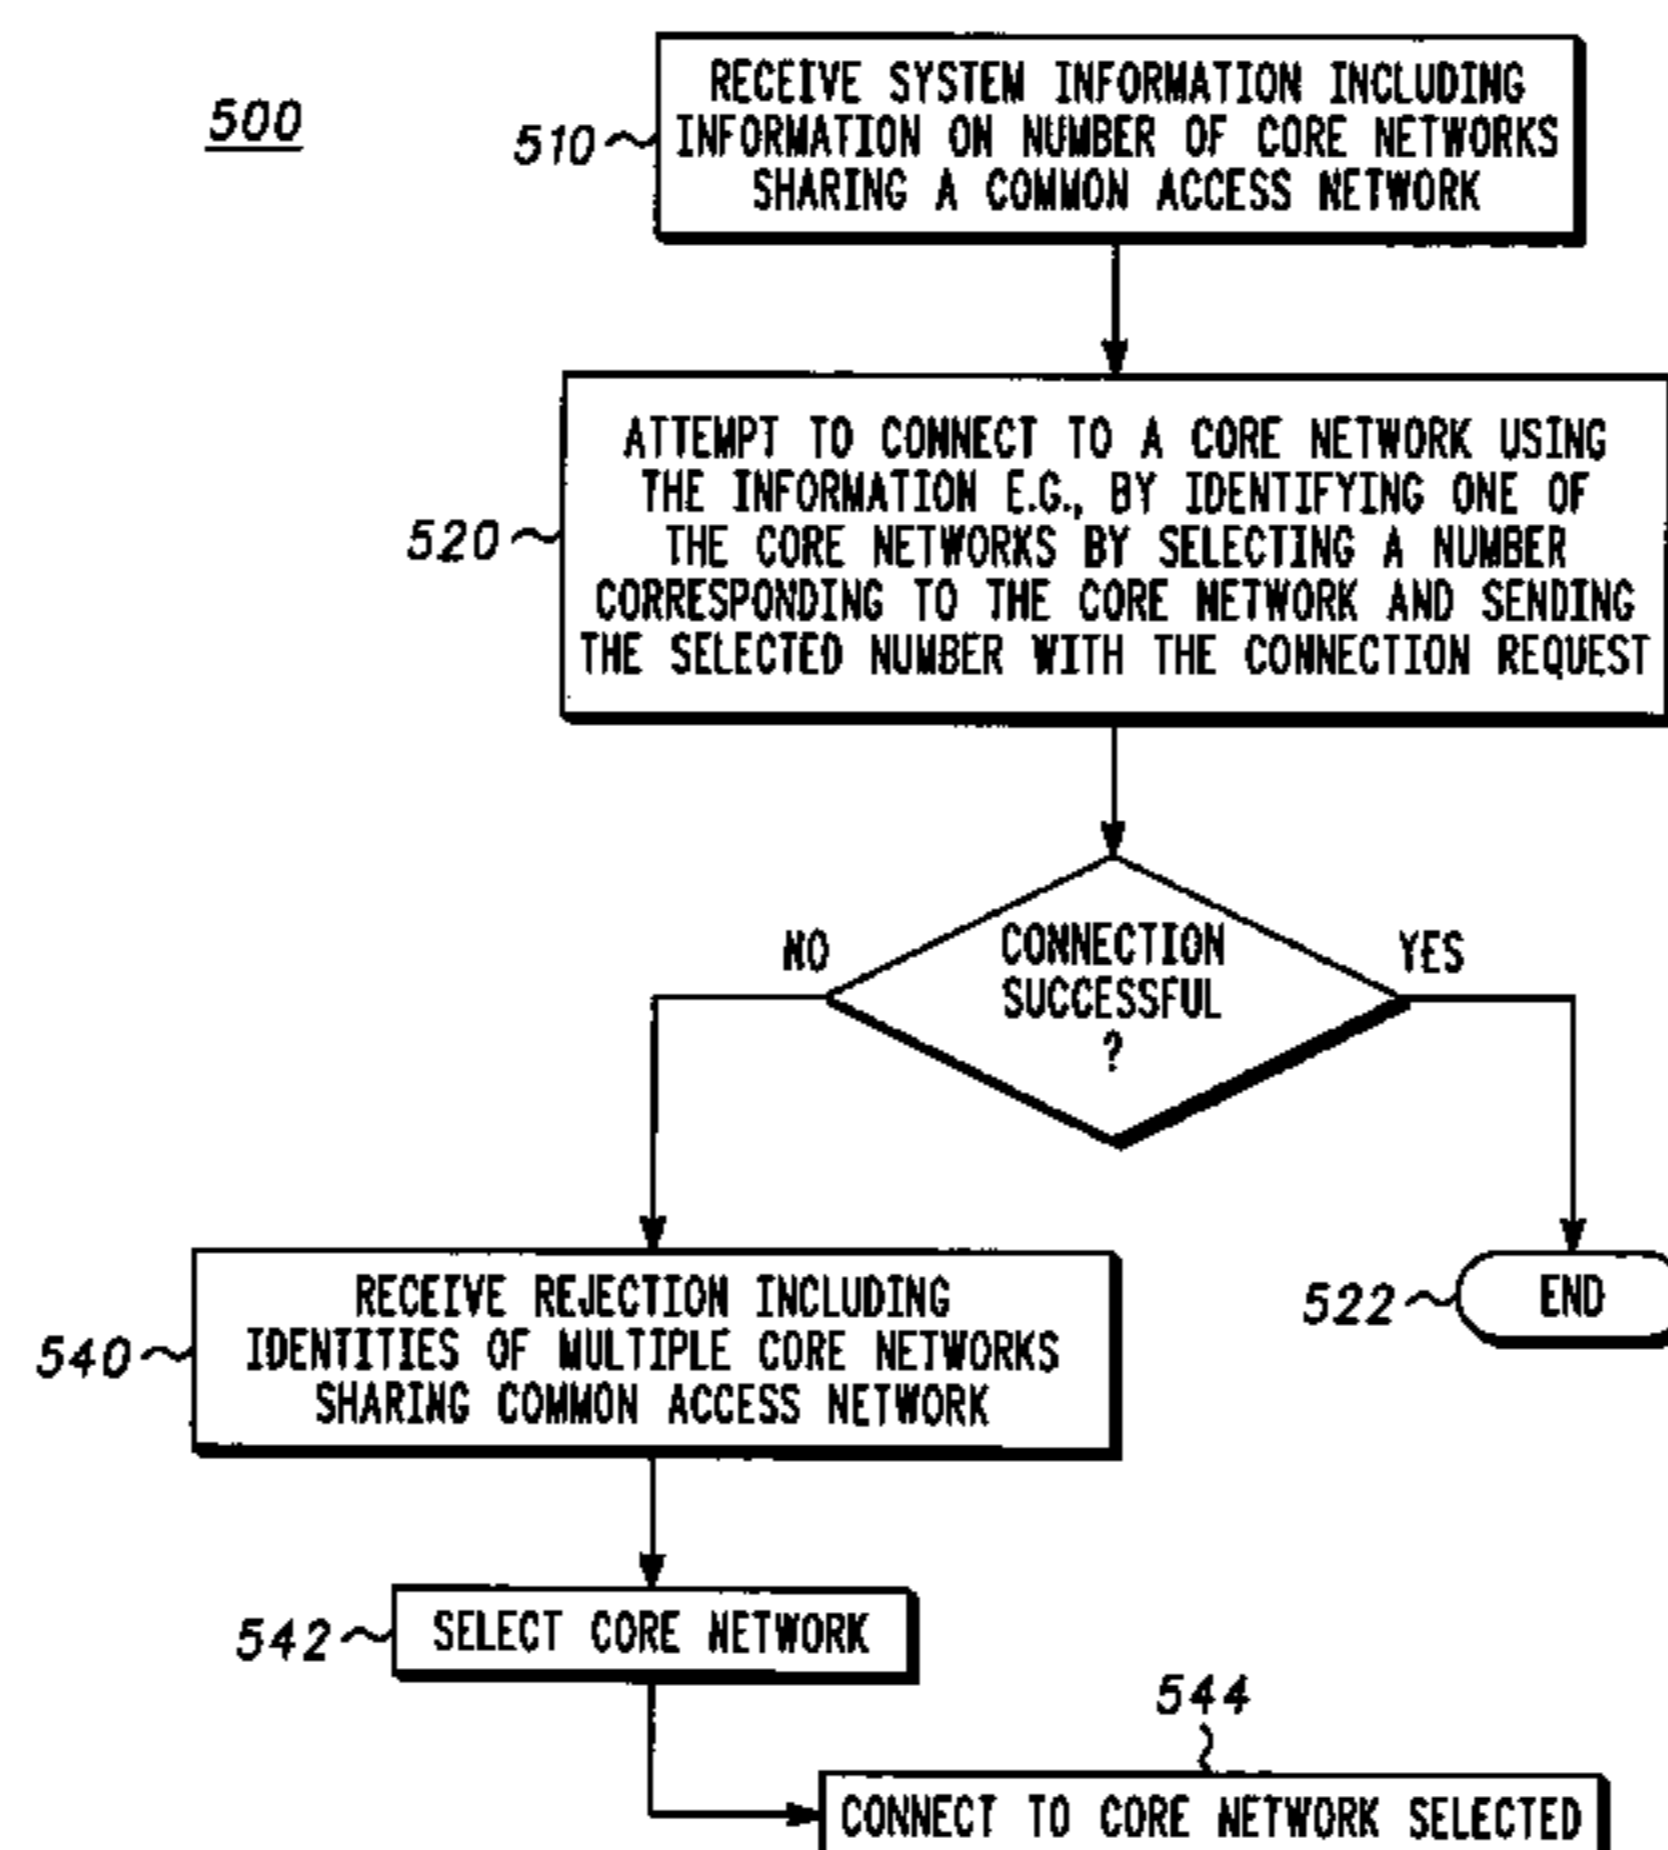 500
510
RECEIVE SYSTEM INFORMATION INCLUDING
INFORMATION ON NUMBER OF CORE NETWORKS
SHARING A COMMON ACCESS NETWORK
520
ATTEMPT TO CONNECT TO A CORE NETWORK USING
THE INFORMATION E.G., BY IDENTIFYING ONE OF
THE CORE NETWORKS BY SELECTING A NUMBER
CORRESPONDING TO THE CORE NETWORK AND SENDING
THE SELECTED NUMBER WITH THE CONNECTION REQUEST
NO
CONNECTION
SUCCESSFUL
?
YES
540
RECEIVE REJECTION INCLUDING
IDENTITIES OF MULTIPLE CORE NETWORKS
SHARING COMMON ACCESS NETWORK
522
END
542
SELECT CORE NETWORK
544
CONNECT TO CORE NETWORK SELECTED